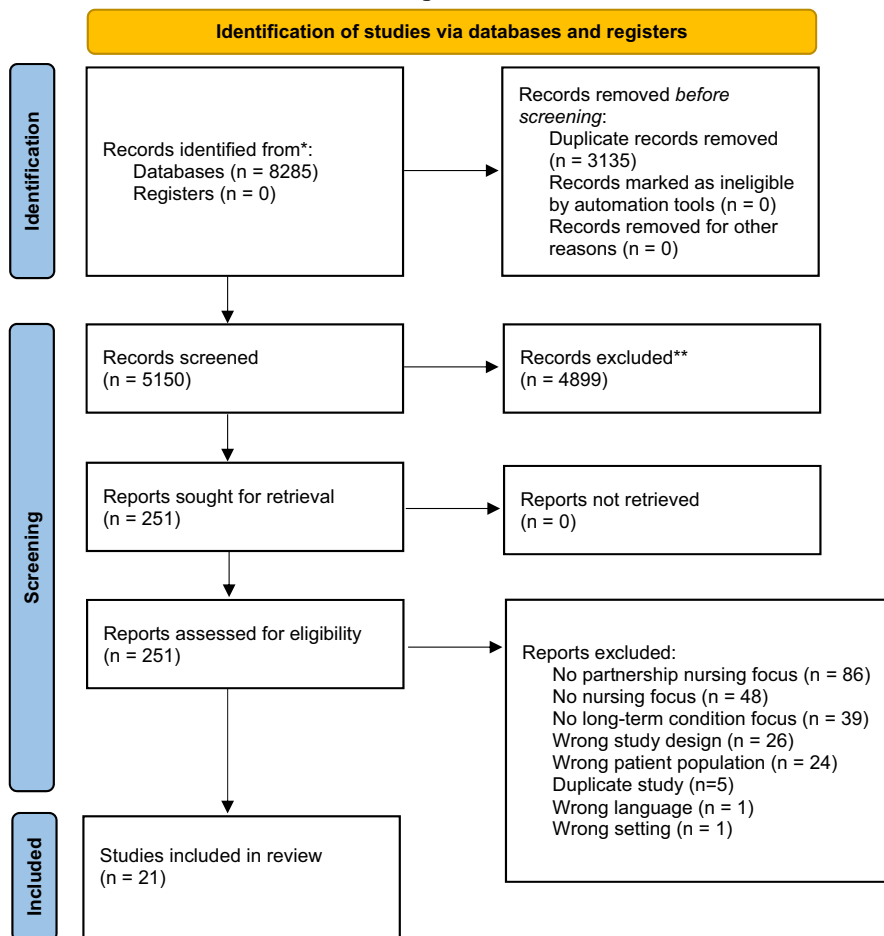 Identification of studies via databases and registers
Identification
Records identified from*:
Databases (n = 8285)
Registers (n = 0)
Records removed before
screening:
Duplicate records removed
(n = 3135)
Records marked as ineligible
by automation tools (n = 0)
Records removed for other
reasons (n = 0)
Screening
Records screened
(n = 5150)
Records excluded**
(n = 4899)
Reports sought for retrieval
(n = 251)
Reports not retrieved
(n = 0)
Reports assessed for eligibility
(n = 251)
Reports excluded:
No partnership nursing focus (n = 86)
No nursing focus (n = 48)
No long-term condition focus (n = 39)
Wrong study design (n = 26)
Wrong patient population (n = 24)
Duplicate study (n=5)
Wrong language (n = 1)
Wrong setting (n = 1)
Included
Studies included in review
(n = 21)